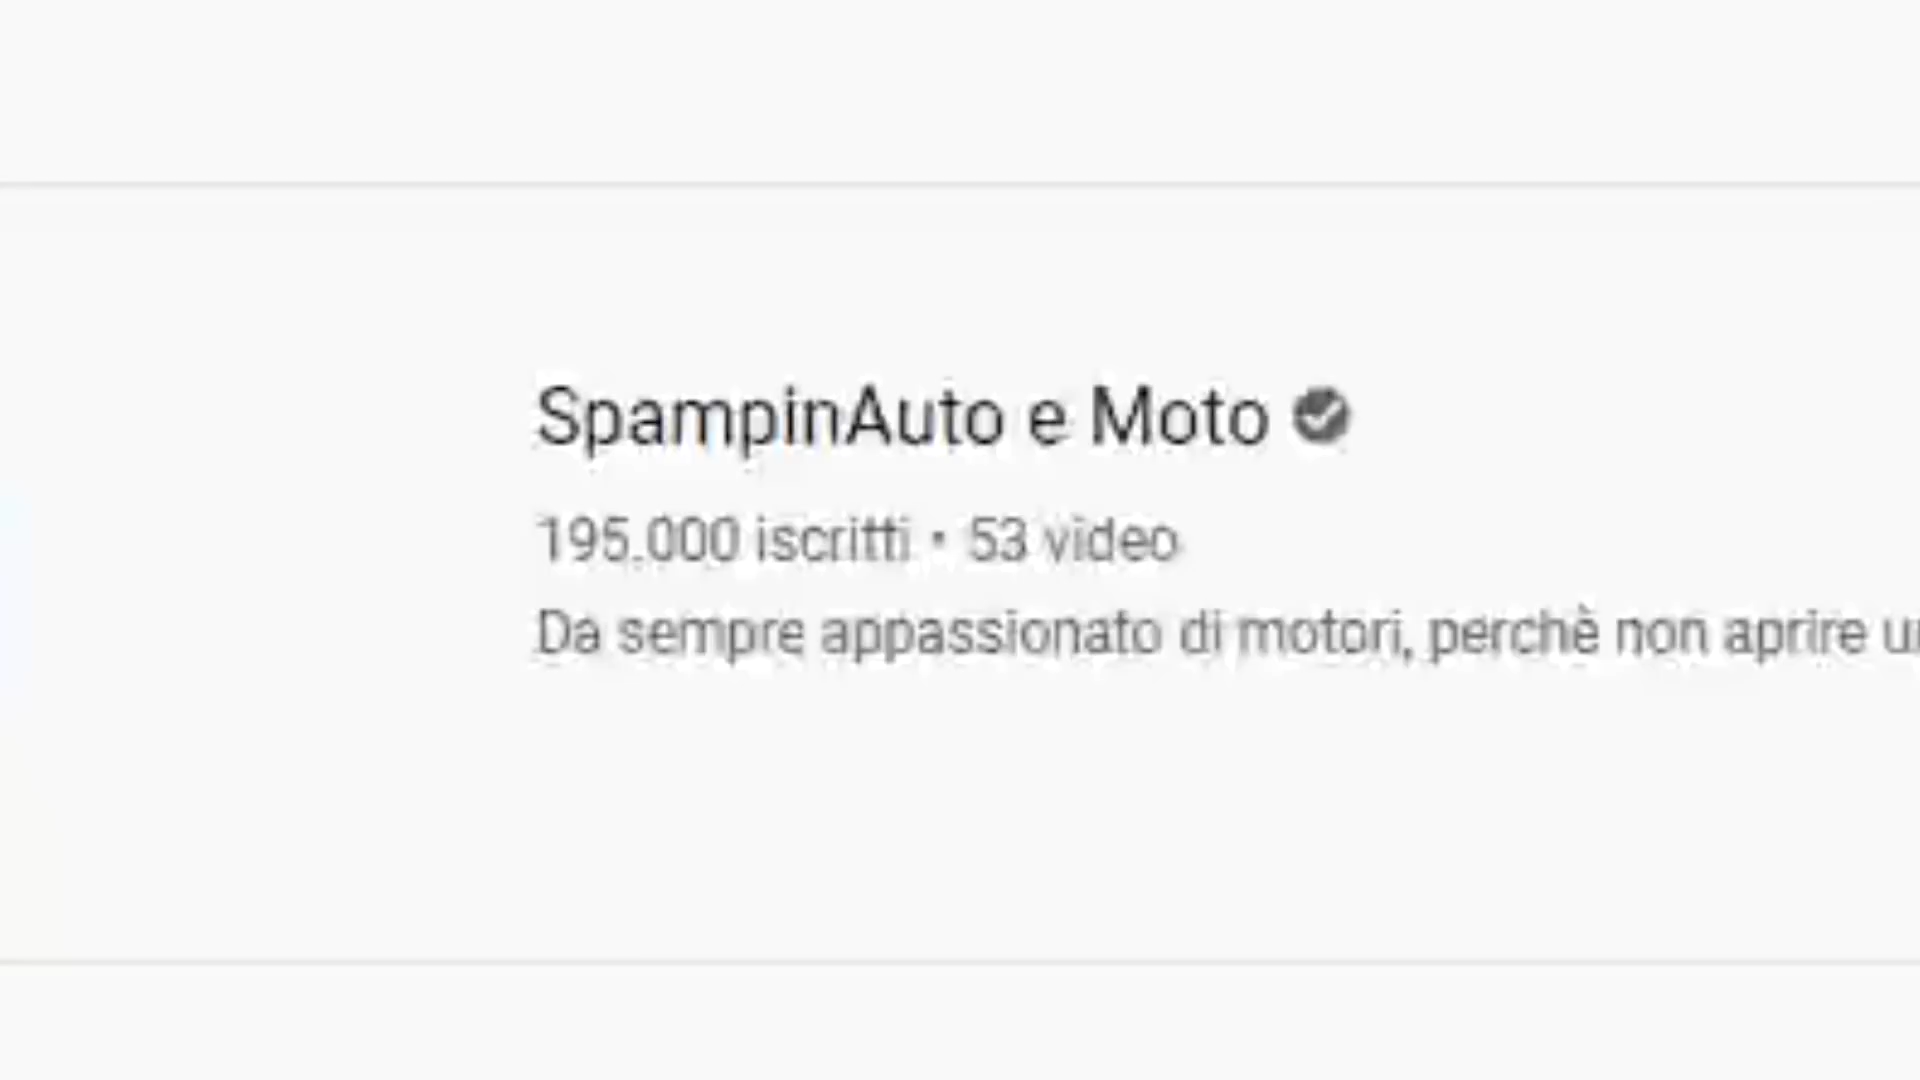 SpampinAuto e Moto
195.000 iscritti • 53 video
Da sempre appassionato di motori, perchè non aprire